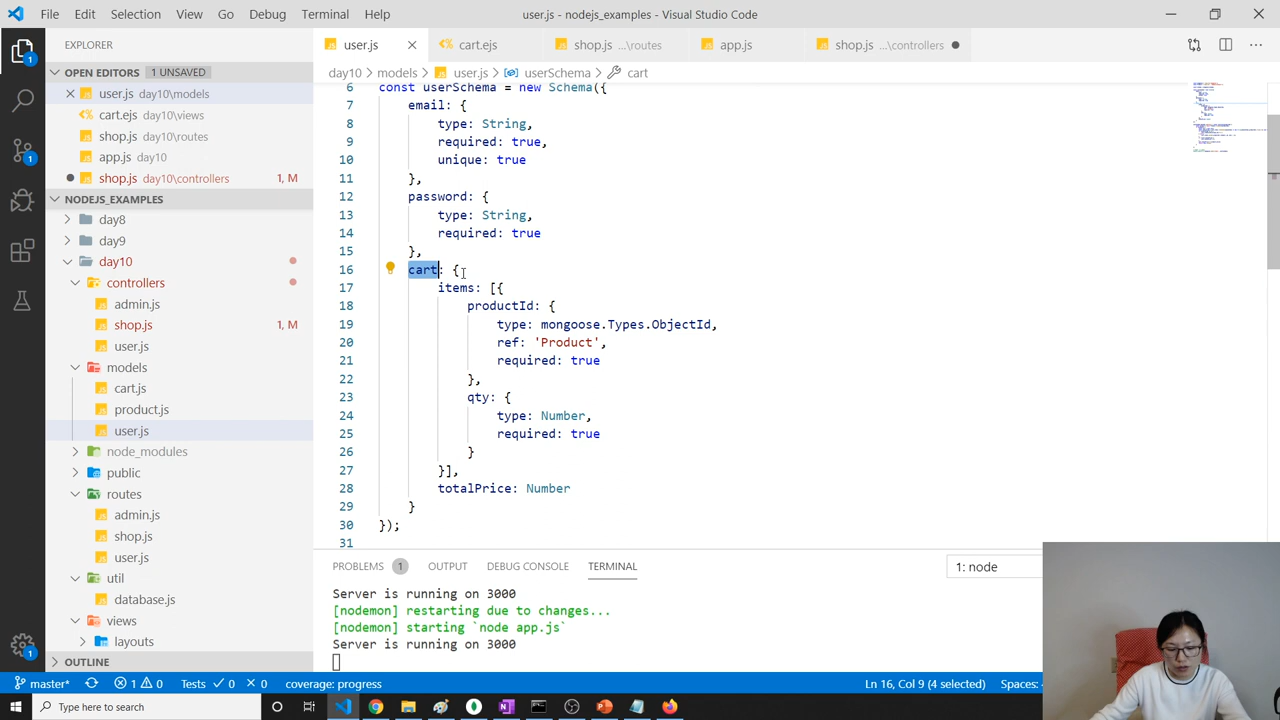 File Edit Selection View Go Debug Terminal Help
user.js - nodejs_examples - Visual Studio Code
EXPLORER
user.js
cart.ejs
shop.js ...\routes
app.js
shop.js ...\controllers
OPEN EDITORS 1 UNSAVED
day10 > models > user.js > userSchema > cart
user.js day10\models
cart.ejs day10\views
shop.js day10\routes
app.js day10
shop.js day10\controllers 1, M
NODEJS_EXAMPLES
day8
day9
day10
controllers
admin.js
shop.js 1, M
user.js
models
cart.js
product.js
user.js
node_modules
public
routes
admin.js
shop.js
user.js
util
database.js
views
layouts
OUTLINE
6 const userSchema = new Schema({
7 email: {
8 type: String,
9 required: true,
10 unique: true
11 },
12 password: {
13 type: String,
14 required: true
15 },
16 cart: {
17 items: [{
18 productId: {
19 type: mongoose.Types.ObjectId,
20 ref: 'Product',
21 required: true
22 },
23 qty: {
24 type: Number,
25 required: true
26 }
27 }],
28 totalPrice: Number
29 }
30 });
31
PROBLEMS 1 OUTPUT DEBUG CONSOLE TERMINAL
1: node
Server is running on 3000
[nodemon] restarting due to changes...
[nodemon] starting `node app.js`
Server is running on 3000
master* 1 0 Tests 0 0 coverage: progress
Ln 16, Col 9 (4 selected) Spaces:
Type here to search